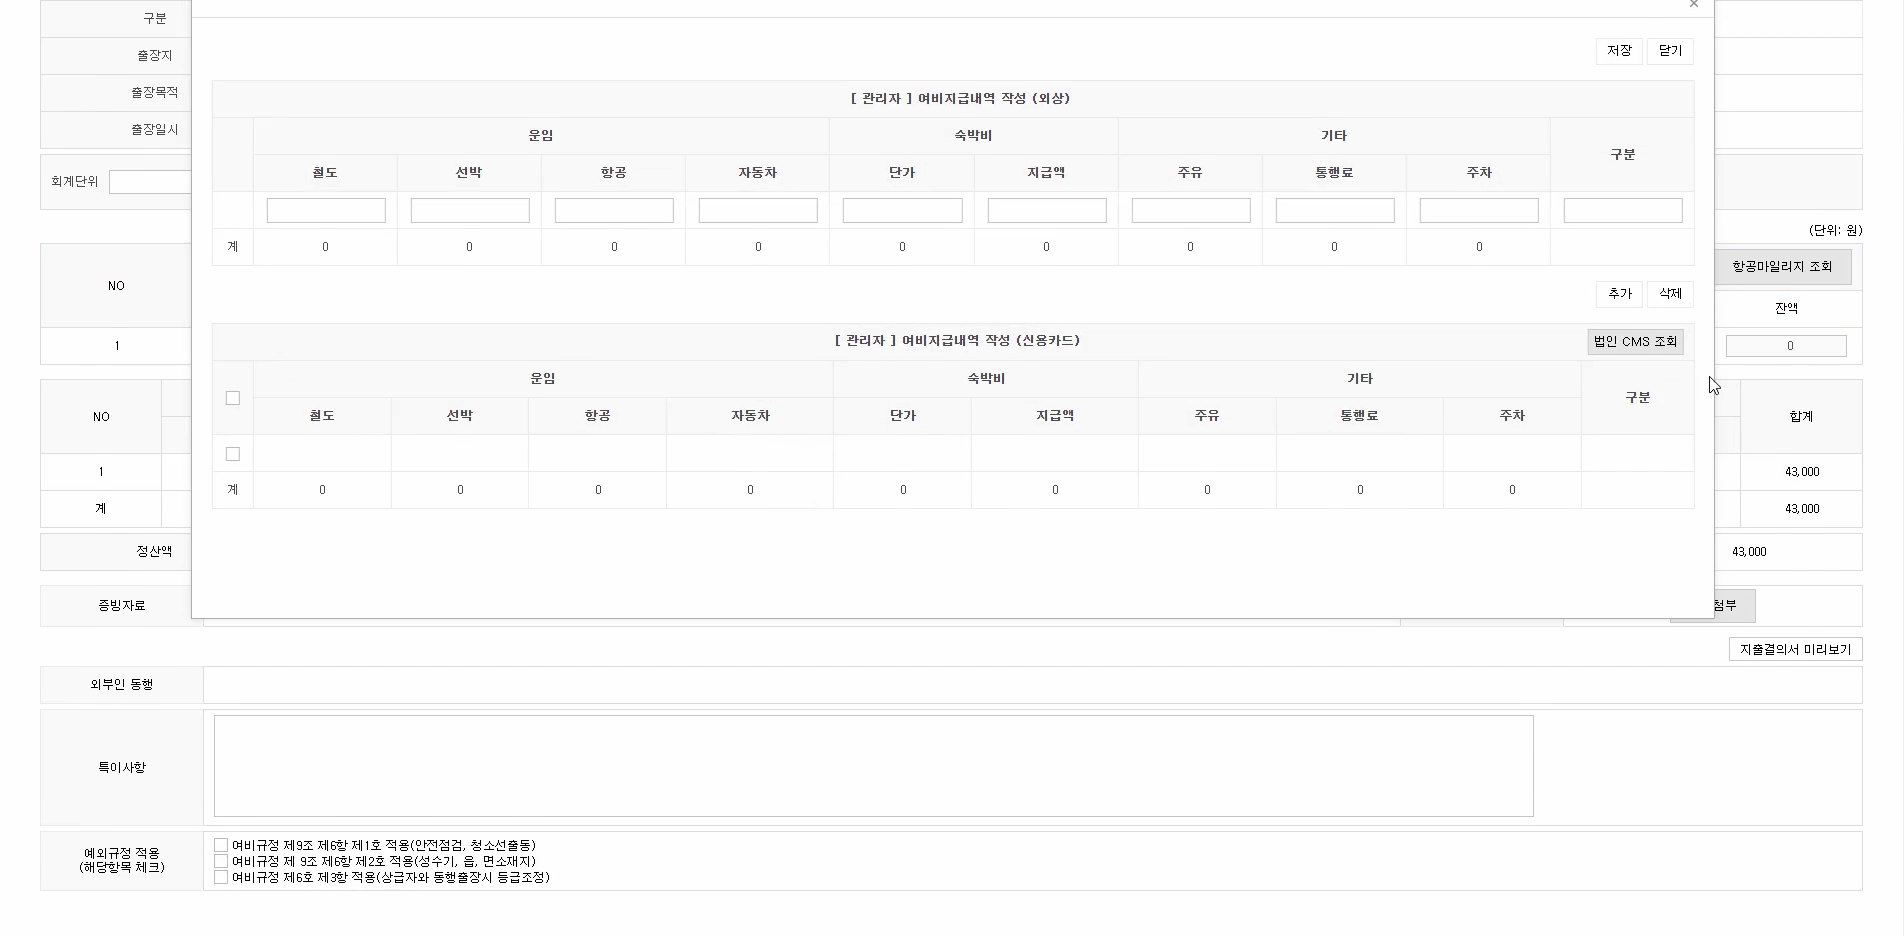 구분
×
출장지
저장 닫기
출장목적
[ 관리자 ] 여비지급내역 작성 (외상)
출장일시
운임 숙박비 기타 구분
철도 선박 항공 자동차 단가 지급액 주유 통행료 주차
회계단위
(단위: 원)
계 0 0 0 0 0 0 0 0 0
항공마일리지 조회
NO
추가 삭제
잔액
1
0
[ 관리자 ] 여비지급내역 작성 (신용카드) 법인 CMS 조회
운임 숙박비 기타 구분
NO 철도 선박 항공 자동차 단가 지급액 주유 통행료 주차 합계
1 43,000
계 0 0 0 0 0 0 0 0 0
계 43,000
정산액 43,000
증빙자료 첨부
지출결의서 미리보기
외부인 동행
특이사항
예외규정 적용
(해당항목 체크)
여비규정 제9조 제6항 제1호 적용(안전점검, 청소선출동)
여비규정 제 9조 제6항 제2호 적용(성수기, 읍, 면소재지)
여비규정 제6호 제3항 적용(상급자와 동행출장시 등급조정)